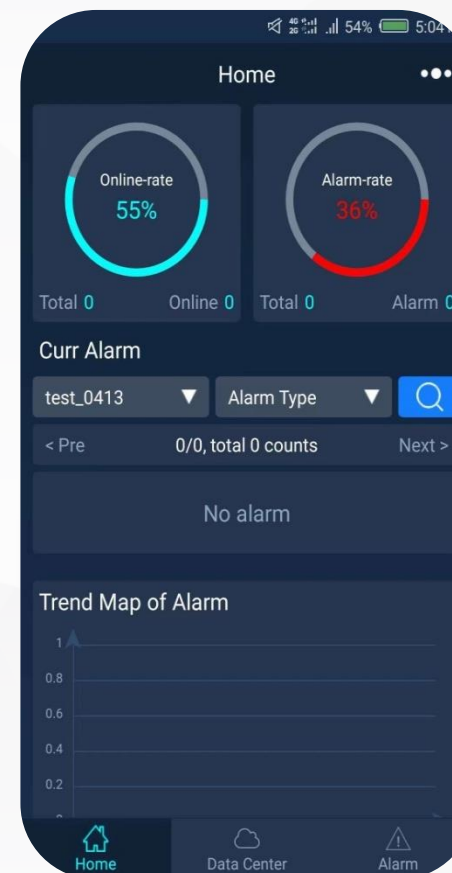 4G 2G 54% 5:04
Home
Online-rate
55%
Alarm-rate
36%
Total 0 Online 0
Total 0 Alarm 0
Curr Alarm
test_0413 ▼ Alarm Type ▼
< Pre 0/0, total 0 counts Next >
No alarm
Trend Map of Alarm
1
0.8
0.6
0.4
0.2
Home Data Center Alarm